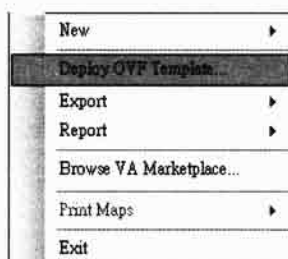 New
Deploy OVF Template...
Export
Report
Browse VA Marketplace...
Print Maps
Exit